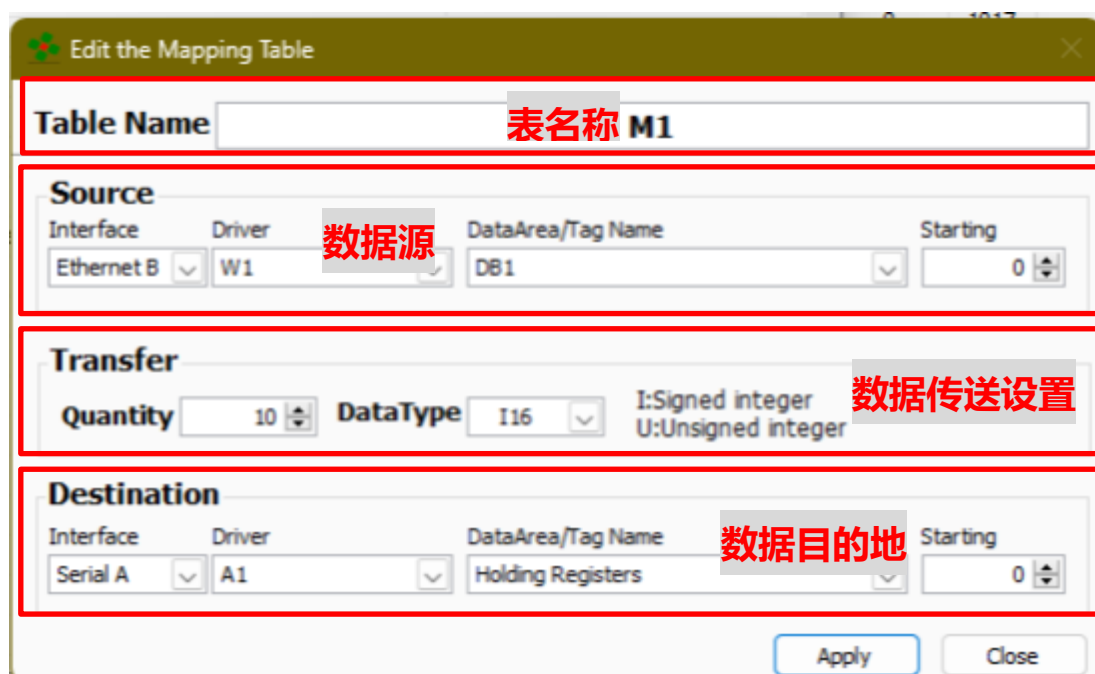 Edit the Mapping Table
Table Name 表名称 M1
Source
Interface Driver 数据源 DataArea/Tag Name Starting
Ethernet B W1 DB1 0
Transfer
Quantity 10 DataType I16 I:Signed integer 数据传送设置
U:Unsigned integer
Destination
Interface Driver DataArea/Tag Name 数据目的地 Starting
Serial A A1 Holding Registers 0
Apply Close